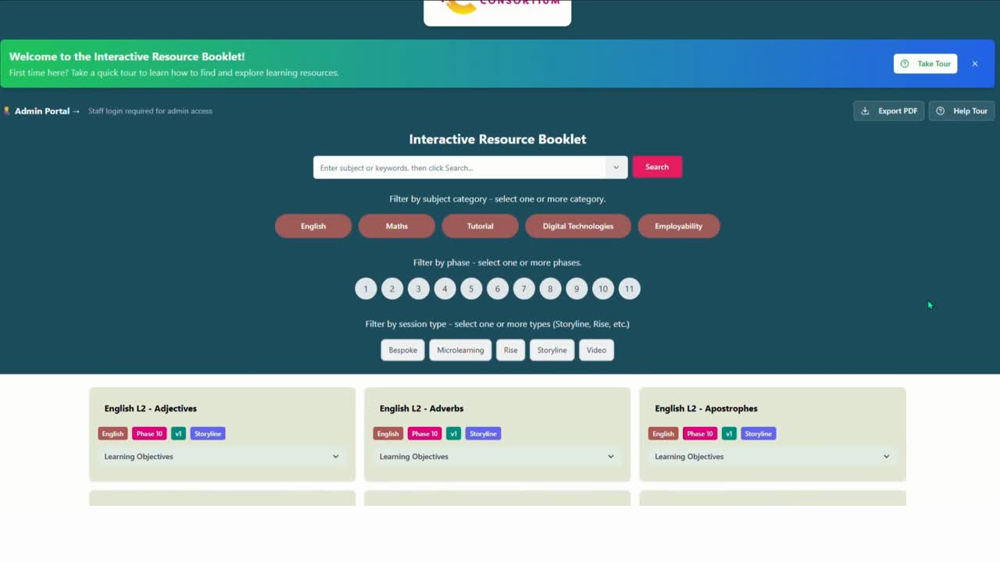 CONSORTIUM
Welcome to the Interactive Resource Booklet!
First time here? Take a quick tour to learn how to find and explore learning resources.
Take Tour
Admin Portal → Staff login required for admin access
Export PDF
Help Tour
Interactive Resource Booklet
Enter subject or keywords, then click Search...
Search
Filter by subject category - select one or more category.
English Maths Tutorial Digital Technologies Employability
Filter by phase - select one or more phases.
1 2 3 4 5 6 7 8 9 10 11
Filter by session type - select one or more types (Storyline, Rise, etc.)
Bespoke Microlearning Rise Storyline Video
English L2 - Adjectives
English Phase 10 v1 Storyline
Learning Objectives
English L2 - Adverbs
English Phase 10 v1 Storyline
Learning Objectives
English L2 - Apostrophes
English Phase 10 v1 Storyline
Learning Objectives